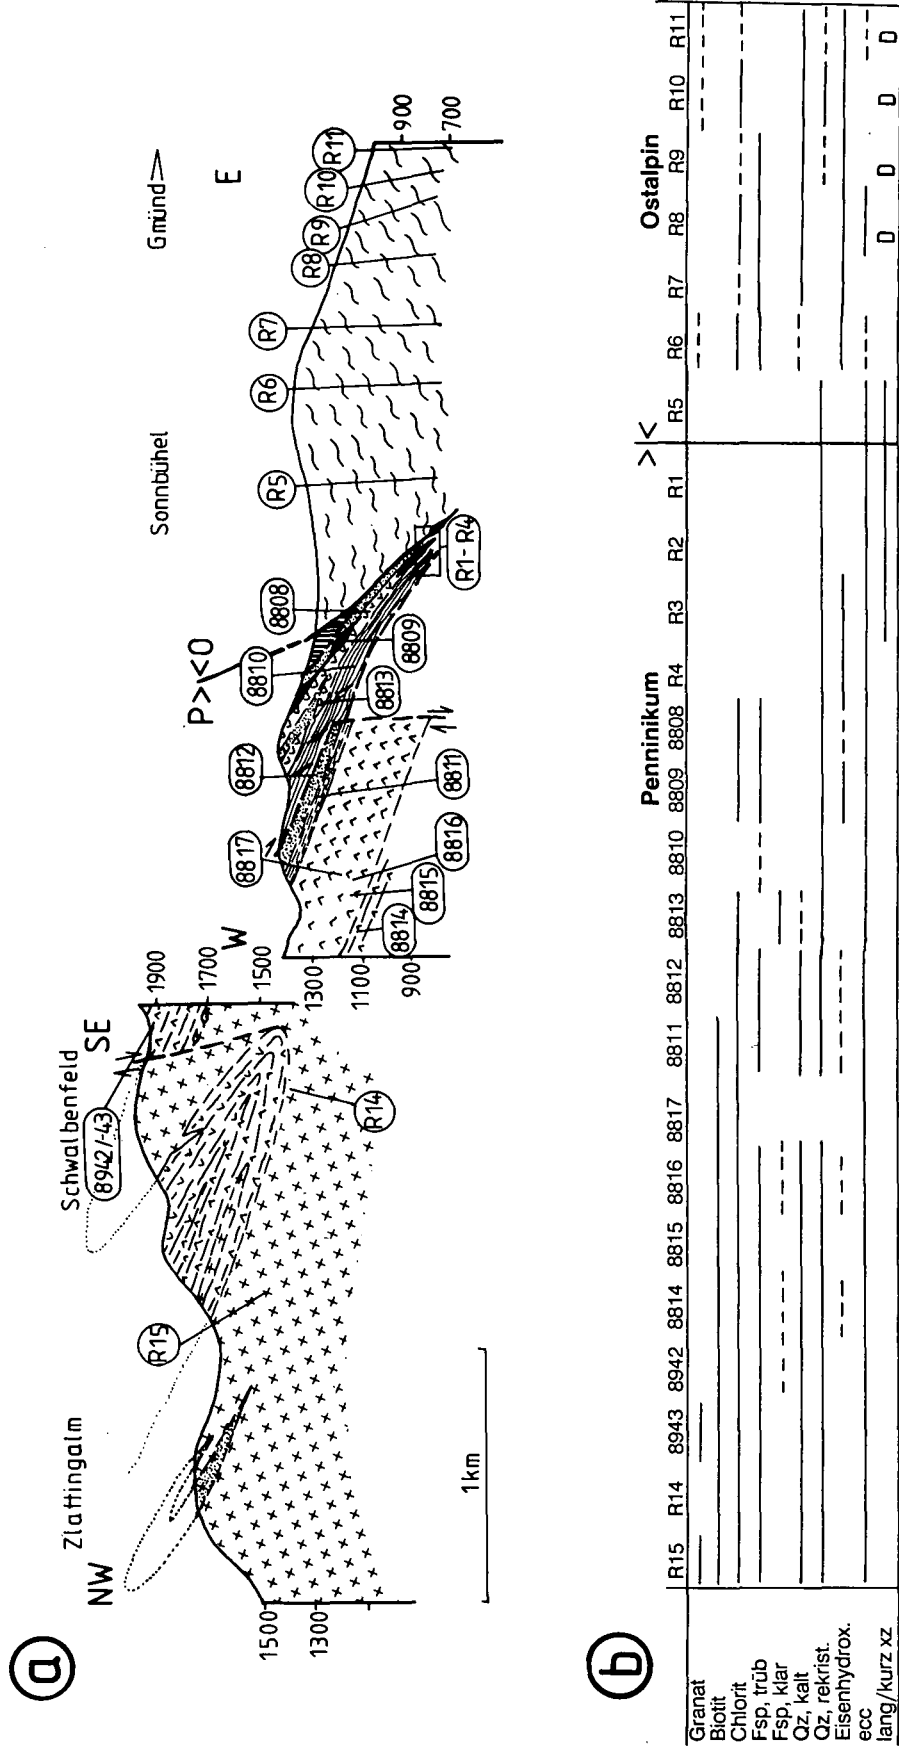 a
NW
Zlattingalm
Schwalbenfeld
SE
8942/-43
R15
R14
1500
1300
1900
1700
1500
1km
W
Sonnbühel
Gmünd>
E
P><O
8817
8812
8810
8808
R5
R6
R7
R8
R9
R10
R11
8813
8809
R1-R4
8811
8816
8815
8814
1300
1100
900
900
700
b
Penninikum >< Ostalpin
R15 R14 8943 8942 8814 8815 8816 8817 8811 8812 8813 8810 8809 8808 R4 R3 R2 R1 R5 R6 R7 R8 R9 R10 R11
Granat
Biotit
Chlorit
Fsp, trüb
Fsp, klar
Qz, kalt
Qz, rekrist.
Eisenhydrox.
ecc
lang/kurz xz D D D D